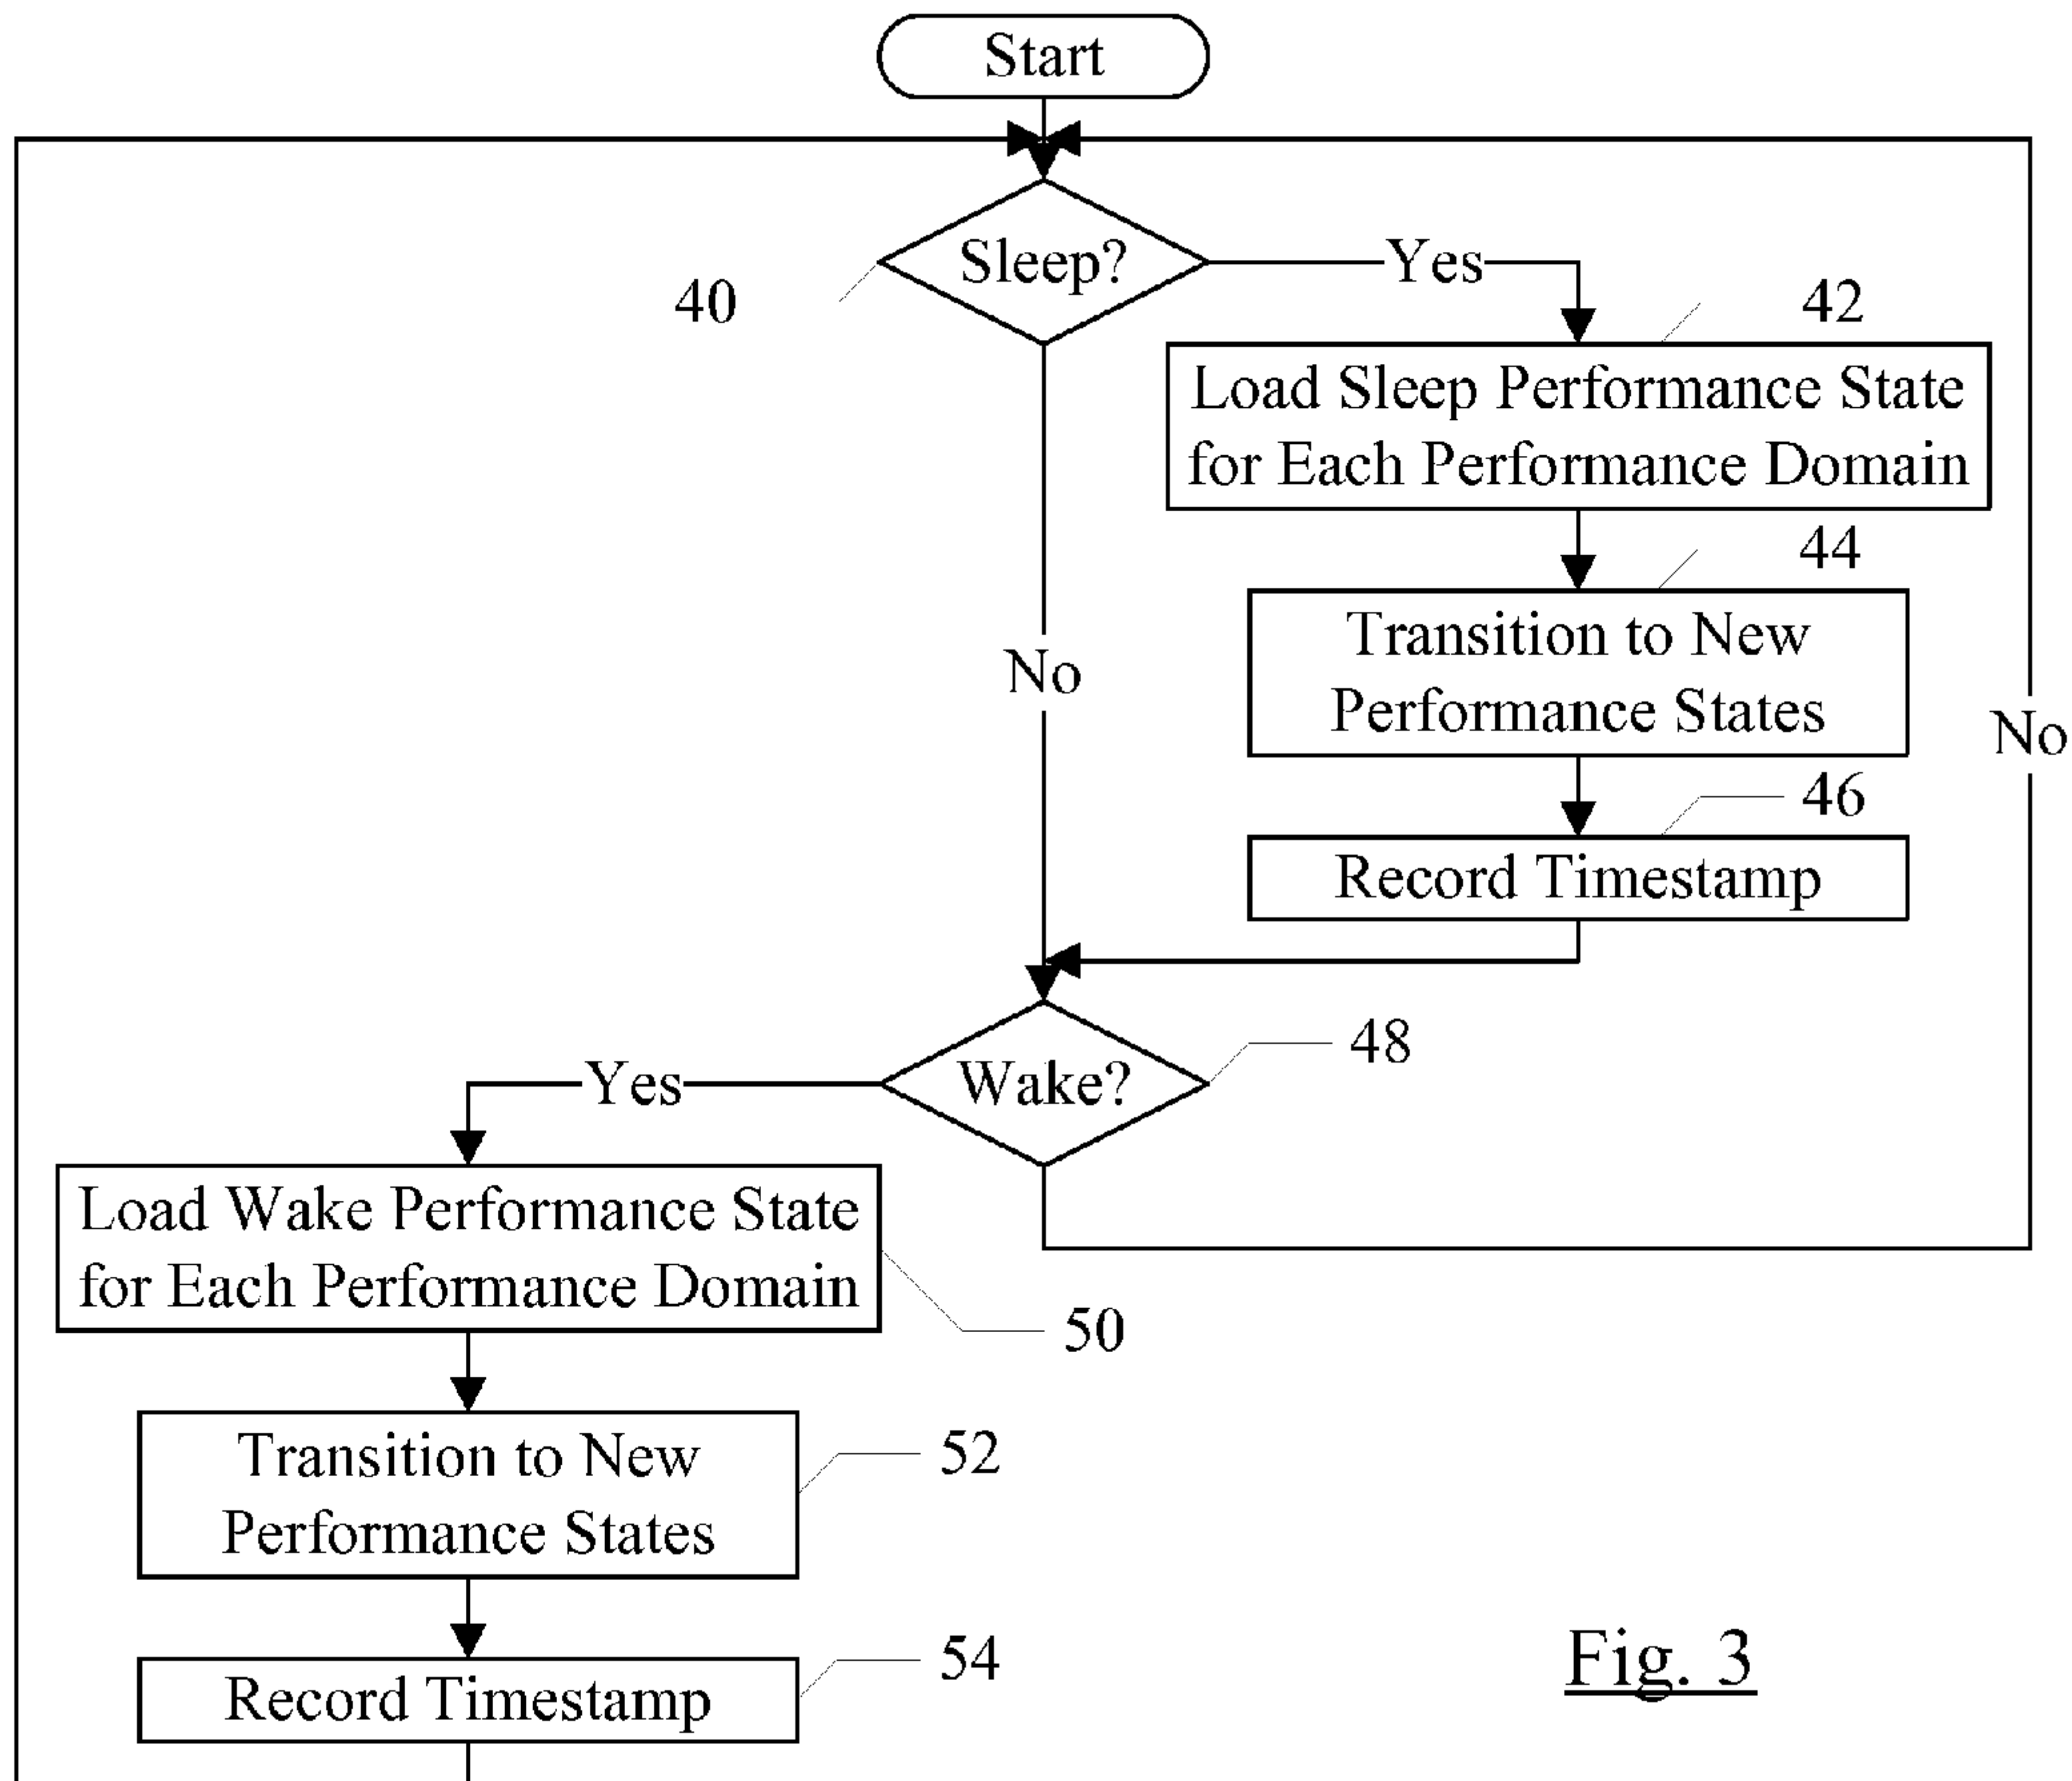 Start
Sleep?
Yes
40
42
Load Sleep Performance State
for Each Performance Domain
44
Transition to New
Performance States
No
No
46
Record Timestamp
48
Wake?
Yes
Load Wake Performance State
for Each Performance Domain
50
Transition to New
Performance States
52
54
Record Timestamp
Fig. 3